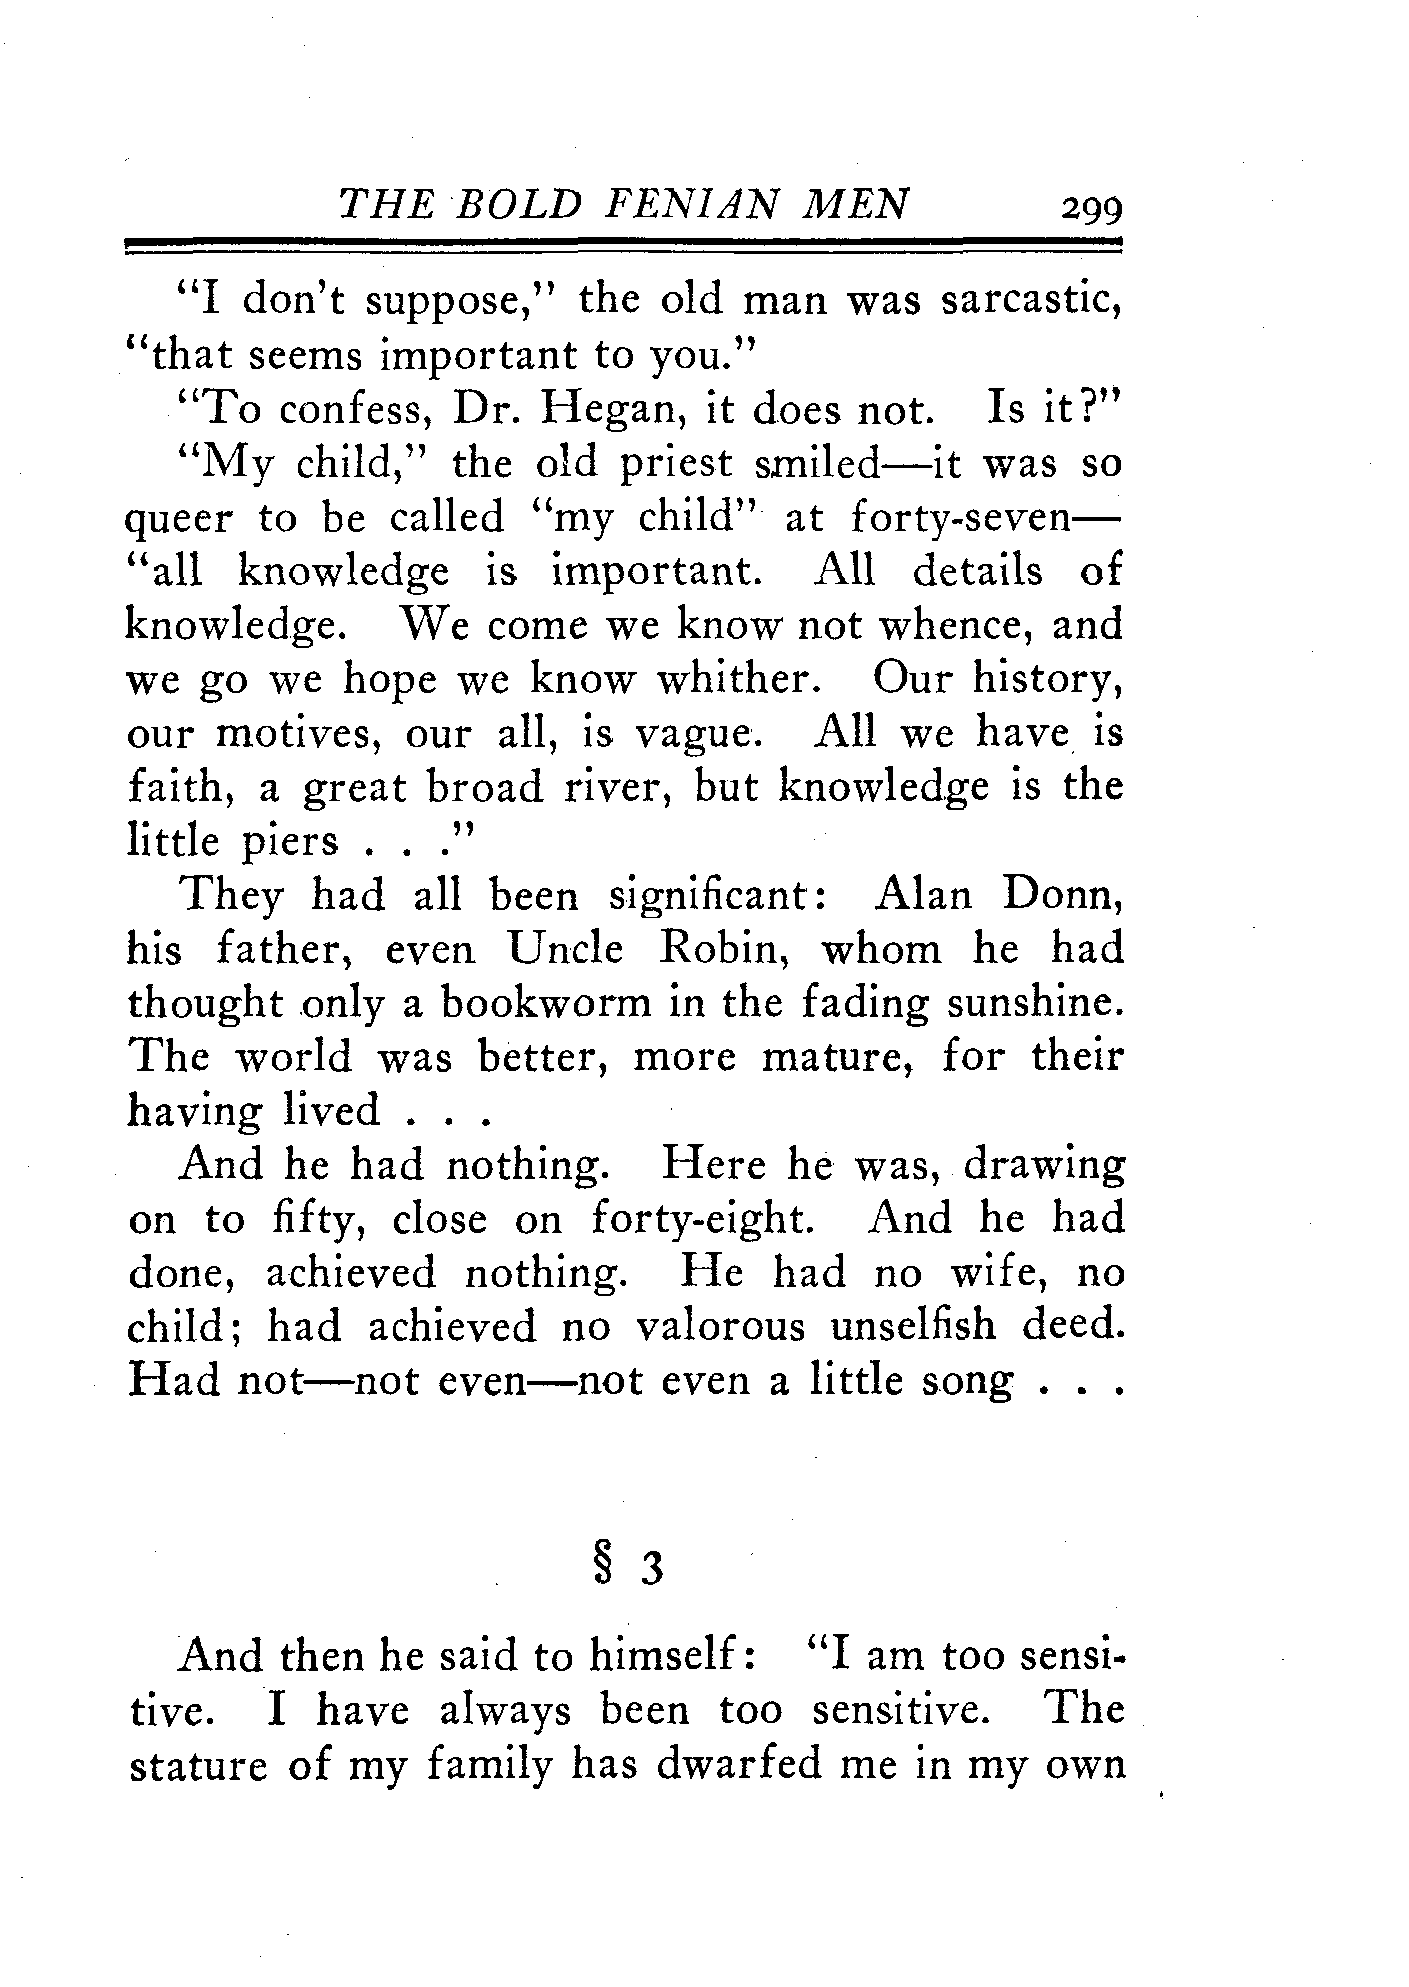 THE BOLD FENIAN MEN 299
"I don't suppose," the old man was sarcastic,
"that seems important to you."
"To confess, Dr. Hegan, it does not. Is it?"
"My child," the old priest smiled—it was so
queer to be called "my child" at forty-seven—
"all knowledge is important. All details of
knowledge. We come we know not whence, and
we go we hope we know whither. Our history,
our motives, our all, is vague. All we have is
faith, a great broad river, but knowledge is the
little piers . . ."
They had all been significant: Alan Donn,
his father, even Uncle Robin, whom he had
thought only a bookworm in the fading sunshine.
The world was better, more mature, for their
having lived . . .
And he had nothing. Here he was, drawing
on to fifty, close on forty-eight. And he had
done, achieved nothing. He had no wife, no
child; had achieved no valorous unselfish deed.
Had not—not even—not even a little song . . .
§ 3
And then he said to himself: "I am too sensi-
tive. I have always been too sensitive. The
stature of my family has dwarfed me in my own